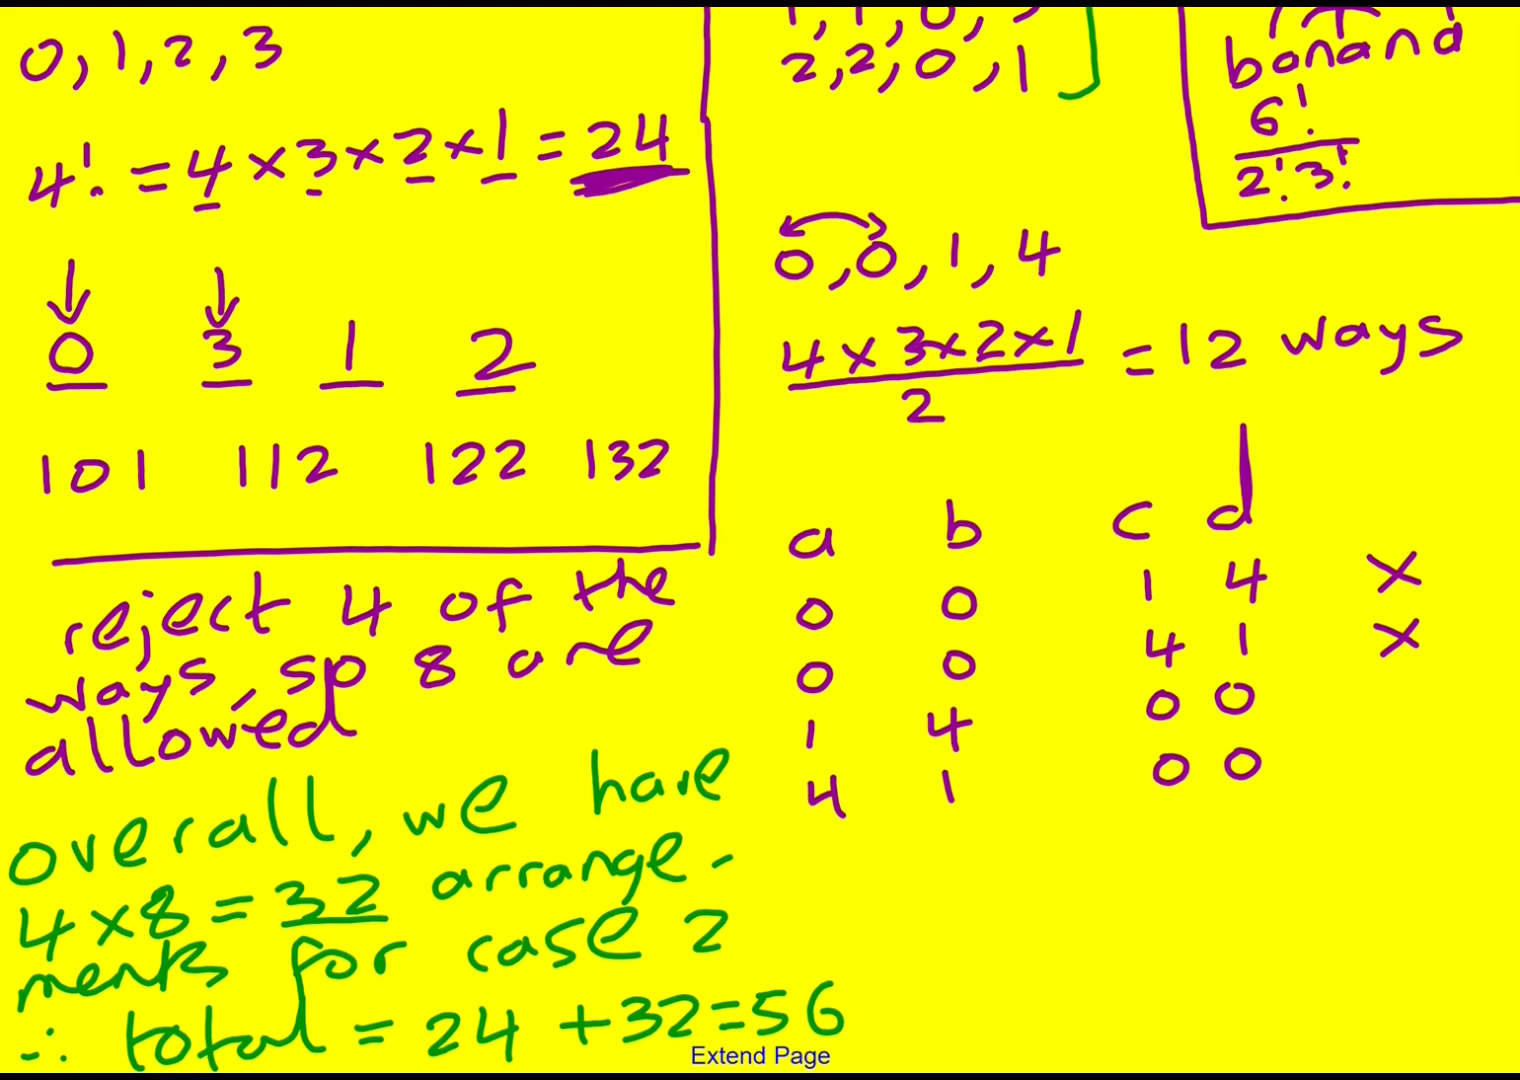 0, 1, 2, 3
4! = 4 × 3 × 2 × 1 = 24
0 3 1 2
101 112 122 132
reject 4 of the
ways, so 8 are
allowed
overall, we have
4 × 8 = 32 arrange-
ments for case 2
∴ total = 24 + 32 = 56
2, 2, 0, 1
6!
2! 3!
0, 0, 1, 4
4 × 3 × 2 × 1
2
= 12 ways
a b c d
0 0 1 4 ×
0 0 4 1 ×
1 4 0 0
4 1 0 0
Extend Page